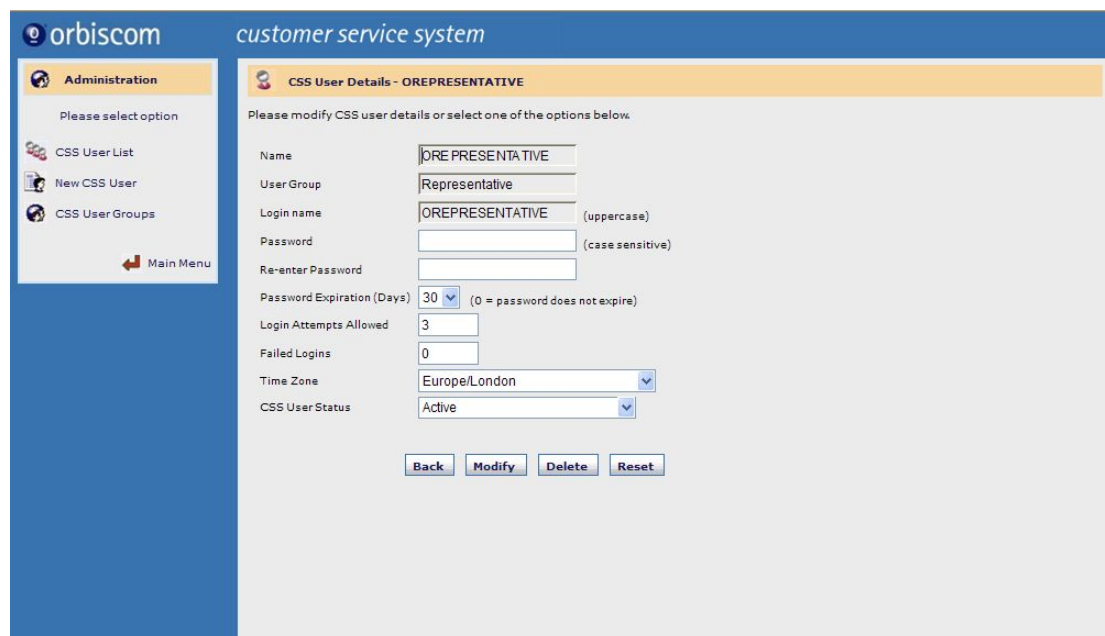 orbiscom
customer service system
Administration
Please select option
CSS User List
New CSS User
CSS User Groups
Main Menu
CSS User Details - OREPRESENTATIVE
Please modify CSS user details or select one of the options below.
Name OREPRESENTATIVE
User Group Representative
Login name OREPRESENTATIVE (uppercase)
Password (case sensitive)
Re-enter Password
Password Expiration (Days) 30 (0 = password does not expire)
Login Attempts Allowed 3
Failed Logins 0
Time Zone Europe/London
CSS User Status Active
Back Modify Delete Reset